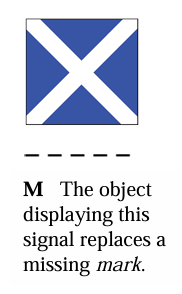 M The object
displaying this
signal replaces a
missing mark.